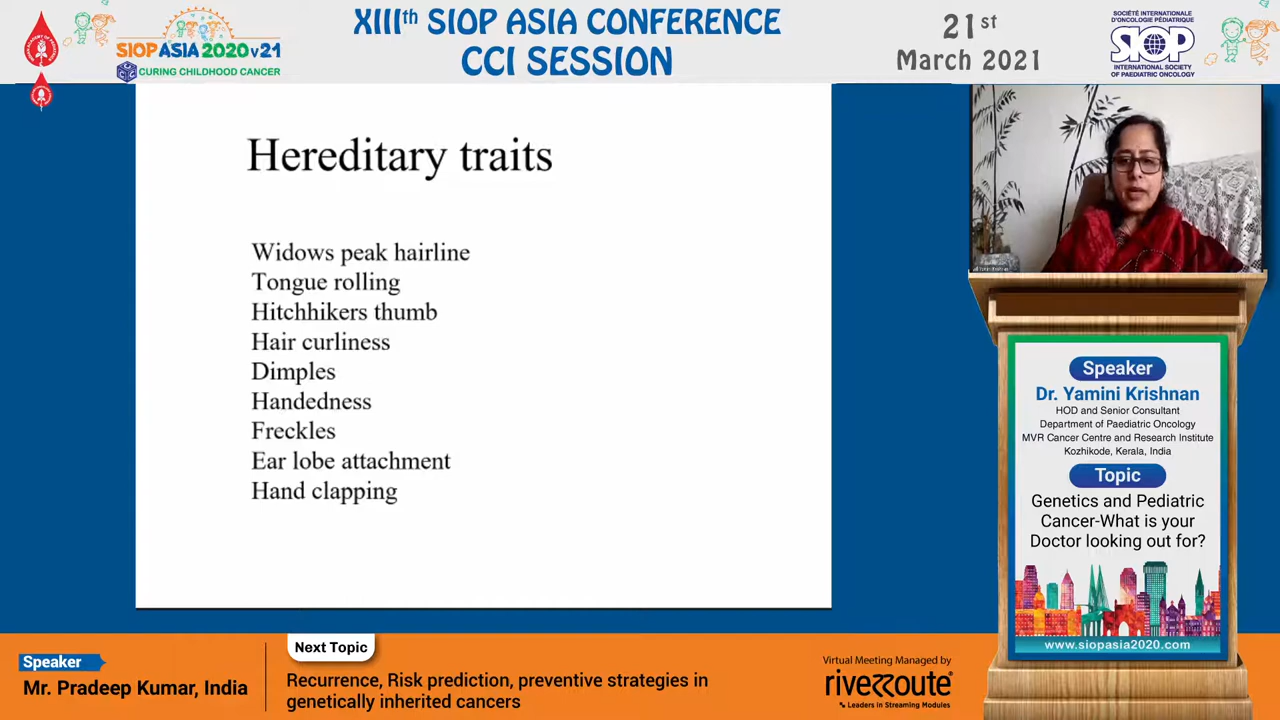 XIIIth SIOP ASIA CONFERENCE
CCI SESSION
21st
March 2021
SIOP ASIA 2020 v21
CURING CHILDHOOD CANCER
SOCIÉTÉ INTERNATIONALE
D'ONCOLOGIE PÉDIATRIQUE
SIOP
INTERNATIONAL SOCIETY
OF PAEDIATRIC ONCOLOGY
Hereditary traits
Widows peak hairline
Tongue rolling
Hitchhikers thumb
Hair curliness
Dimples
Handedness
Freckles
Ear lobe attachment
Hand clapping
Speaker
Dr. Yamini Krishnan
HOD and Senior Consultant
Department of Paediatric Oncology
MVR Cancer Centre and Research Institute
Kozhikode, Kerala, India
Topic
Genetics and Pediatric
Cancer-What is your
Doctor looking out for?
www.siopasia2020.com
Speaker
Mr. Pradeep Kumar, India
Next Topic
Recurrence, Risk prediction, preventive strategies in
genetically inherited cancers
Virtual Meeting Managed by
riveRoute
Leaders in Streaming Modules